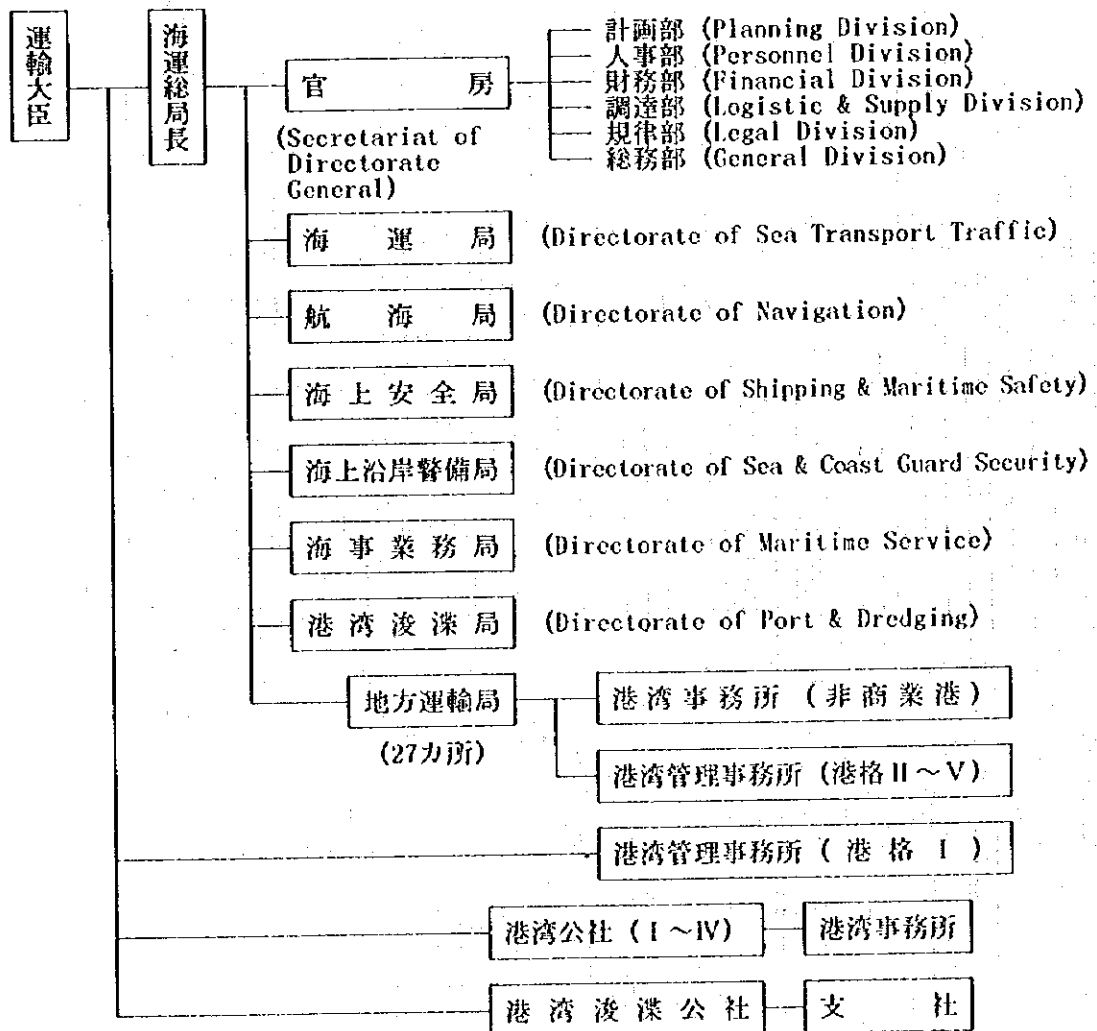 運輸大臣
海運総局長
官房
(Secretariat of
Directorate
General)
計画部 (Planning Division)
人事部 (Personnel Division)
財務部 (Financial Division)
調達部 (Logistic & Supply Division)
規律部 (Legal Division)
総務部 (General Division)
海運局 (Directorate of Sea Transport Traffic)
航海局 (Directorate of Navigation)
海上安全局 (Directorate of Shipping & Maritime Safety)
海上沿岸警備局 (Directorate of Sea & Coast Guard Security)
海事業務局 (Directorate of Maritime Service)
港湾浚渫局 (Directorate of Port & Dredging)
地方運輸局
(27カ所)
港湾事務所 (非商業港)
港湾管理事務所 (港格II～V)
港湾管理事務所 (港格I)
港湾公社 (I～IV) 港湾事務所
港湾浚渫公社 支社